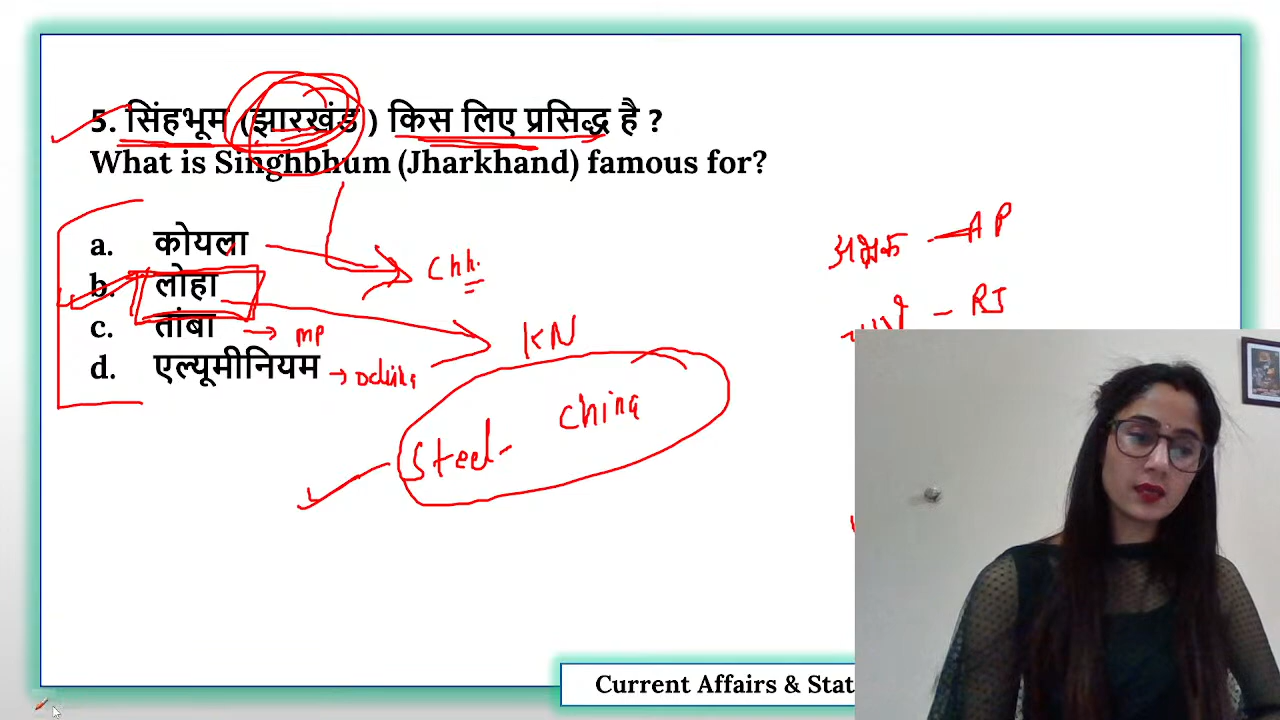 5. सिंहभूम (झारखंड ) किस लिए प्रसिद्ध है ?
What is Singhbhum (Jharkhand) famous for?
a. कोयला
Chh.
b. लोहा
c. तांबा
mp
d. एल्यूमीनियम
KN
Steel- China
अभ्रक - AP
- RJ
Current Affairs & Stat